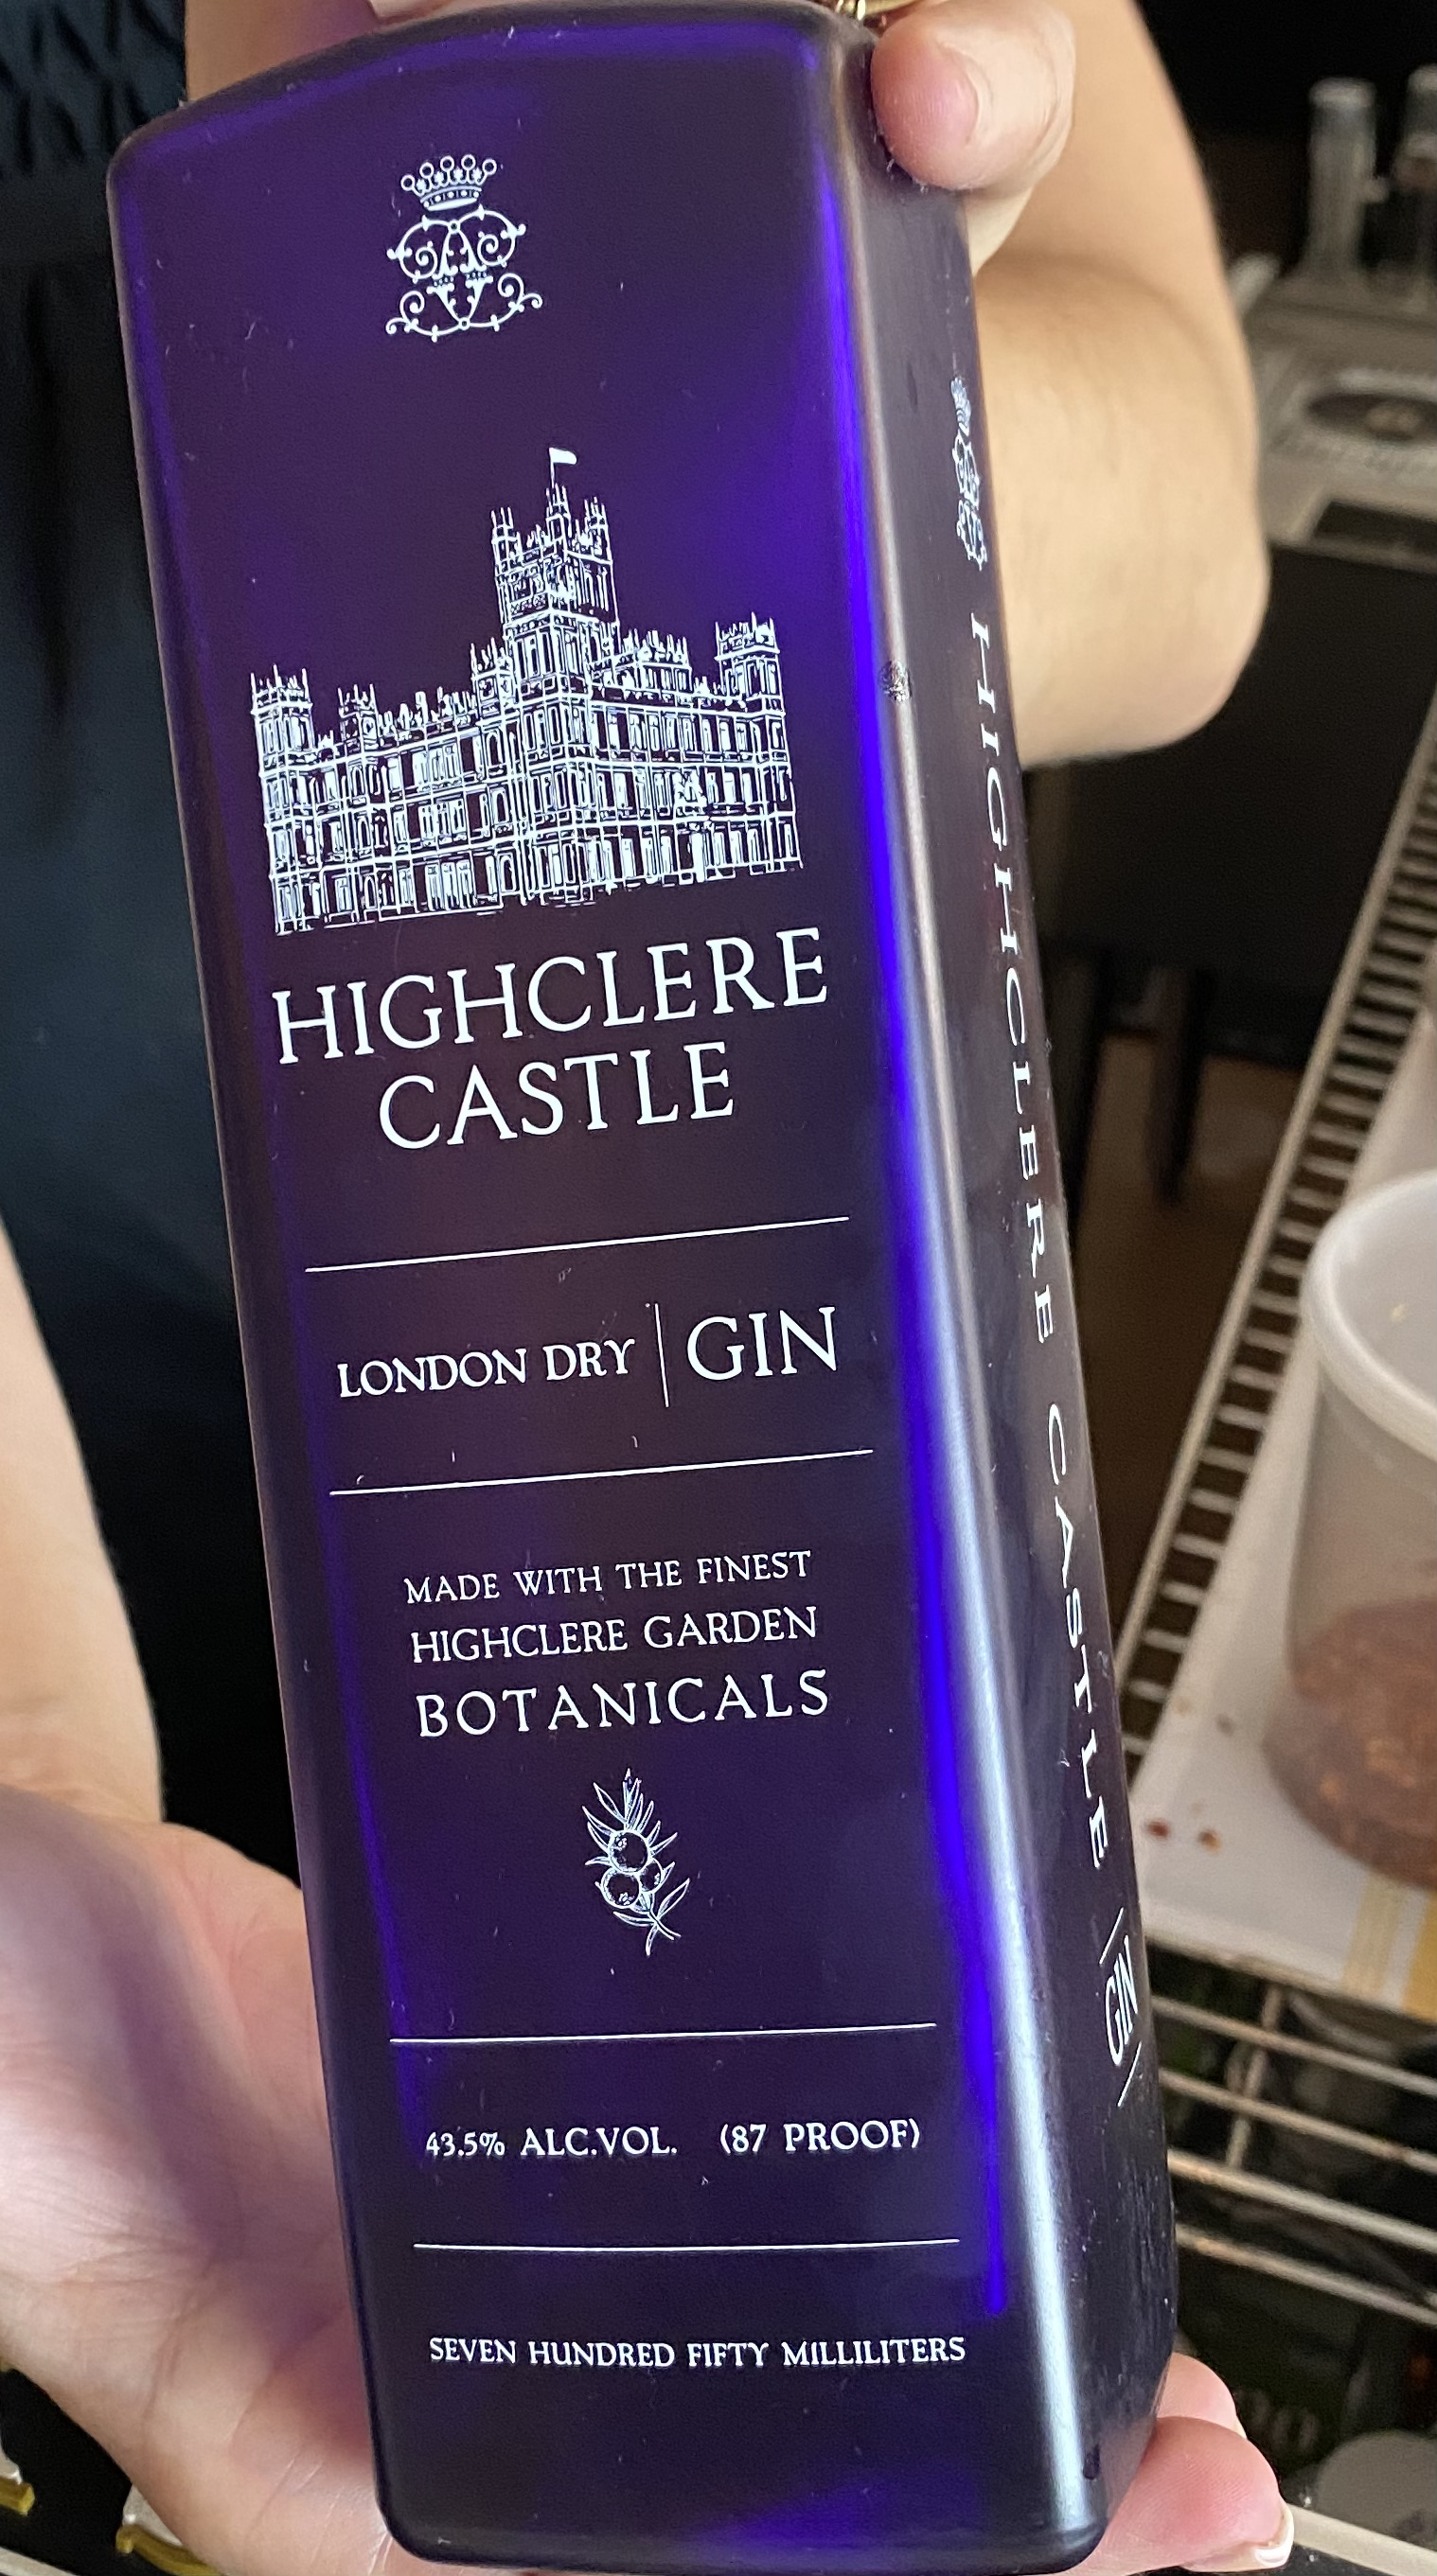 HIGHCLERE
CASTLE
LONDON DRY | GIN
MADE WITH THE FINEST
HIGHCLERE GARDEN
BOTANICALS
43.5% ALC.VOL. (87 PROOF)
SEVEN HUNDRED FIFTY MILLILITERS
HIGHCLERE CASTLE | GIN |